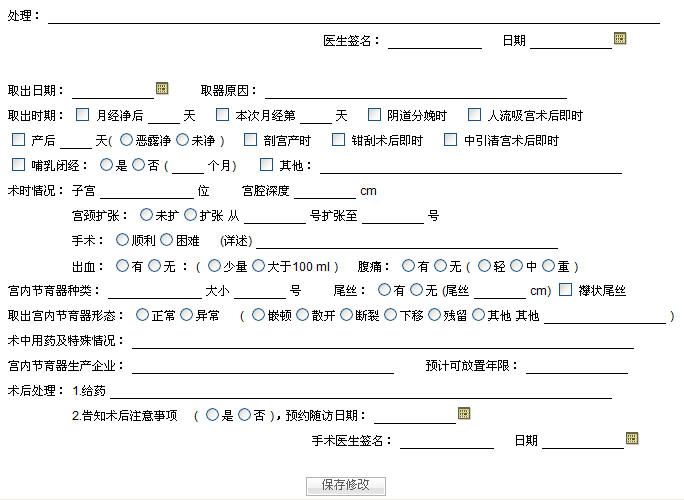 处理：
医生签名： 日期
取出日期： 取器原因：
取出时期： 月经净后 天 本次月经第 天 阴道分娩时 人流吸宫术后即时
产后 天( 恶露净 未净 ) 剖宫产时 钳刮术后即时 中引清宫术后即时
哺乳闭经： 是 否 ( 个月) 其他：
术时情况： 子宫 位 宫腔深度 cm
宫颈扩张： 未扩 扩张 从 号扩张至 号
手术： 顺利 困难 (详述)
出血： 有 无 ： ( 少量 大于100 ml ) 腹痛： 有 无 ( 轻 中 重 )
宫内节育器种类： 大小 号 尾丝： 有 无 (尾丝 cm) 襻状尾丝
取出宫内节育器形态： 正常 异常 ( 嵌顿 散开 断裂 下移 残留 其他 其他 )
术中用药及特殊情况：
宫内节育器生产企业： 预计可放置年限：
术后处理： 1.给药
2.告知术后注意事项 ( 是 否 )，预约随访日期：
手术医生签名： 日期
保存修改